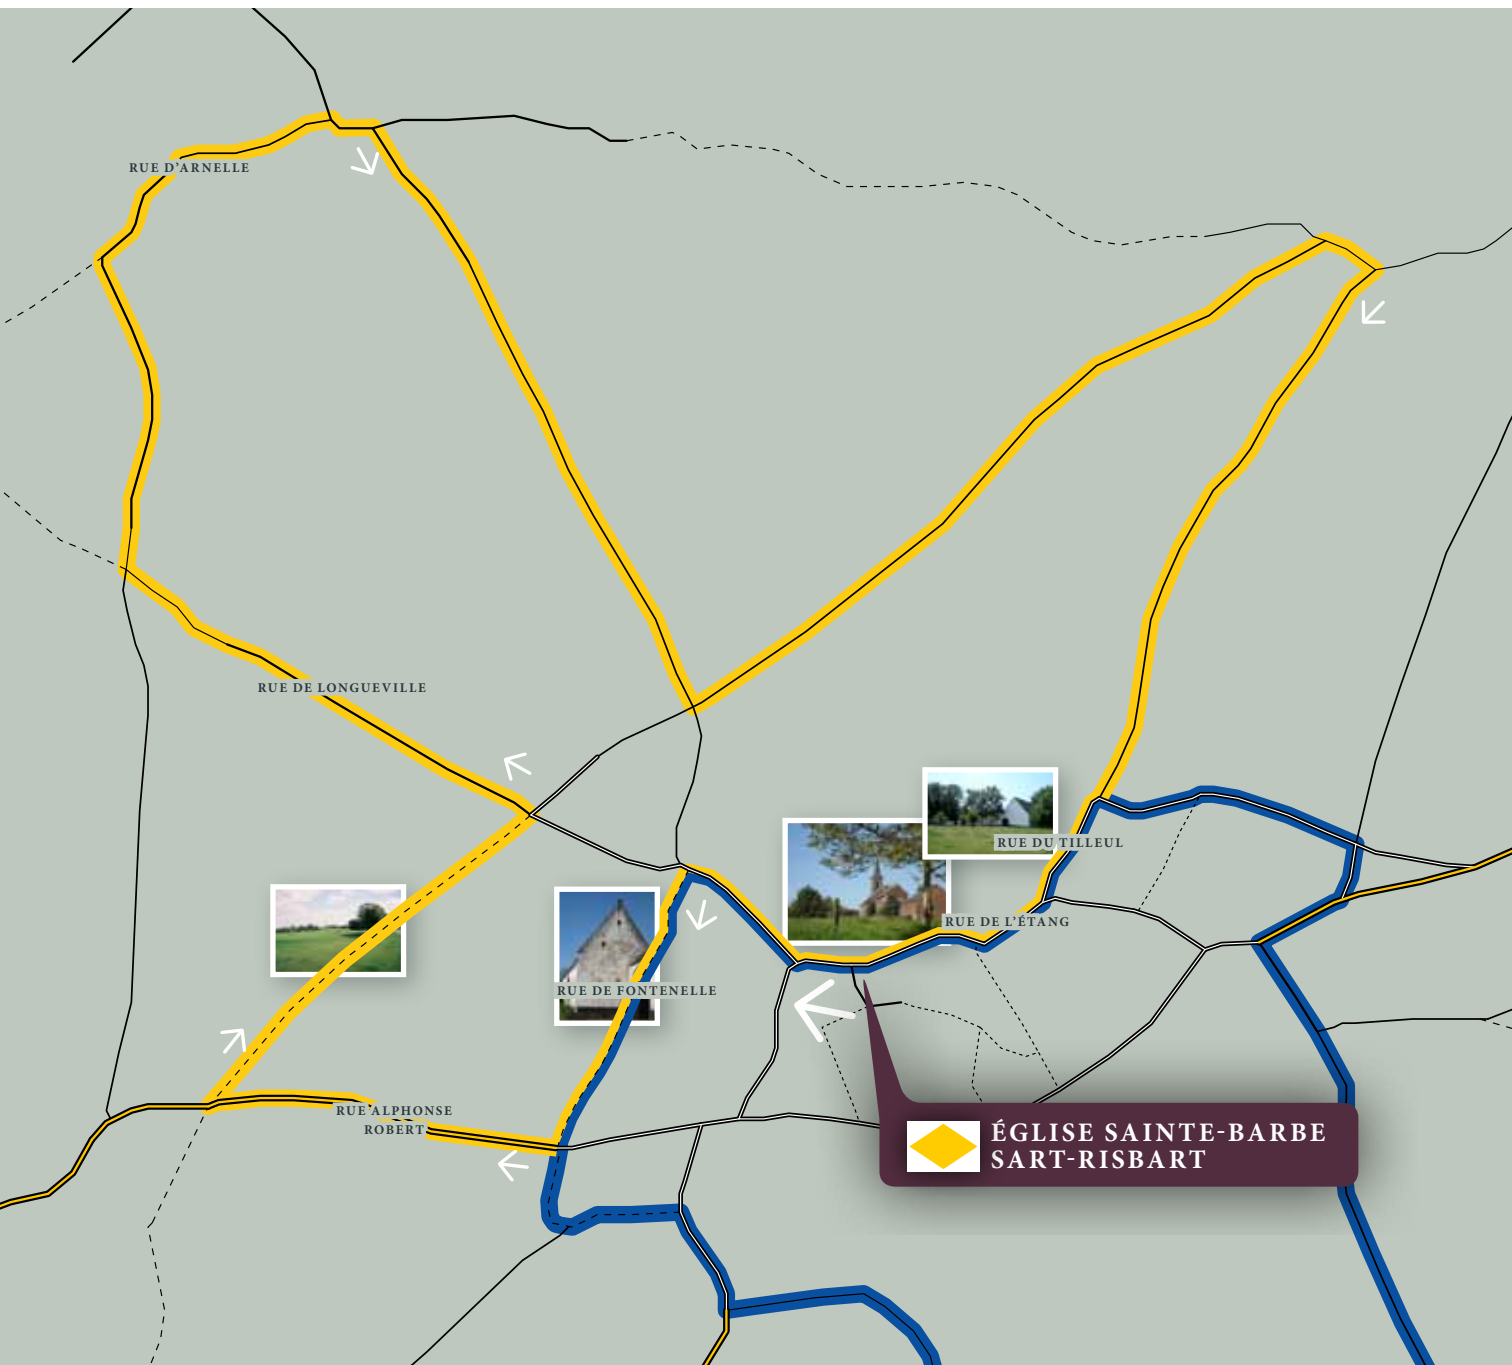 RUE D'ARNELLE
RUE DE LONGUEVILLE
RUE DU TILLEUL
RUE DE L'ÉTANG
RUE DE FONTENELLE
RUE ALPHONSE
ROBERT
ÉGLISE SAINTE-BARBE
SART-RISBART